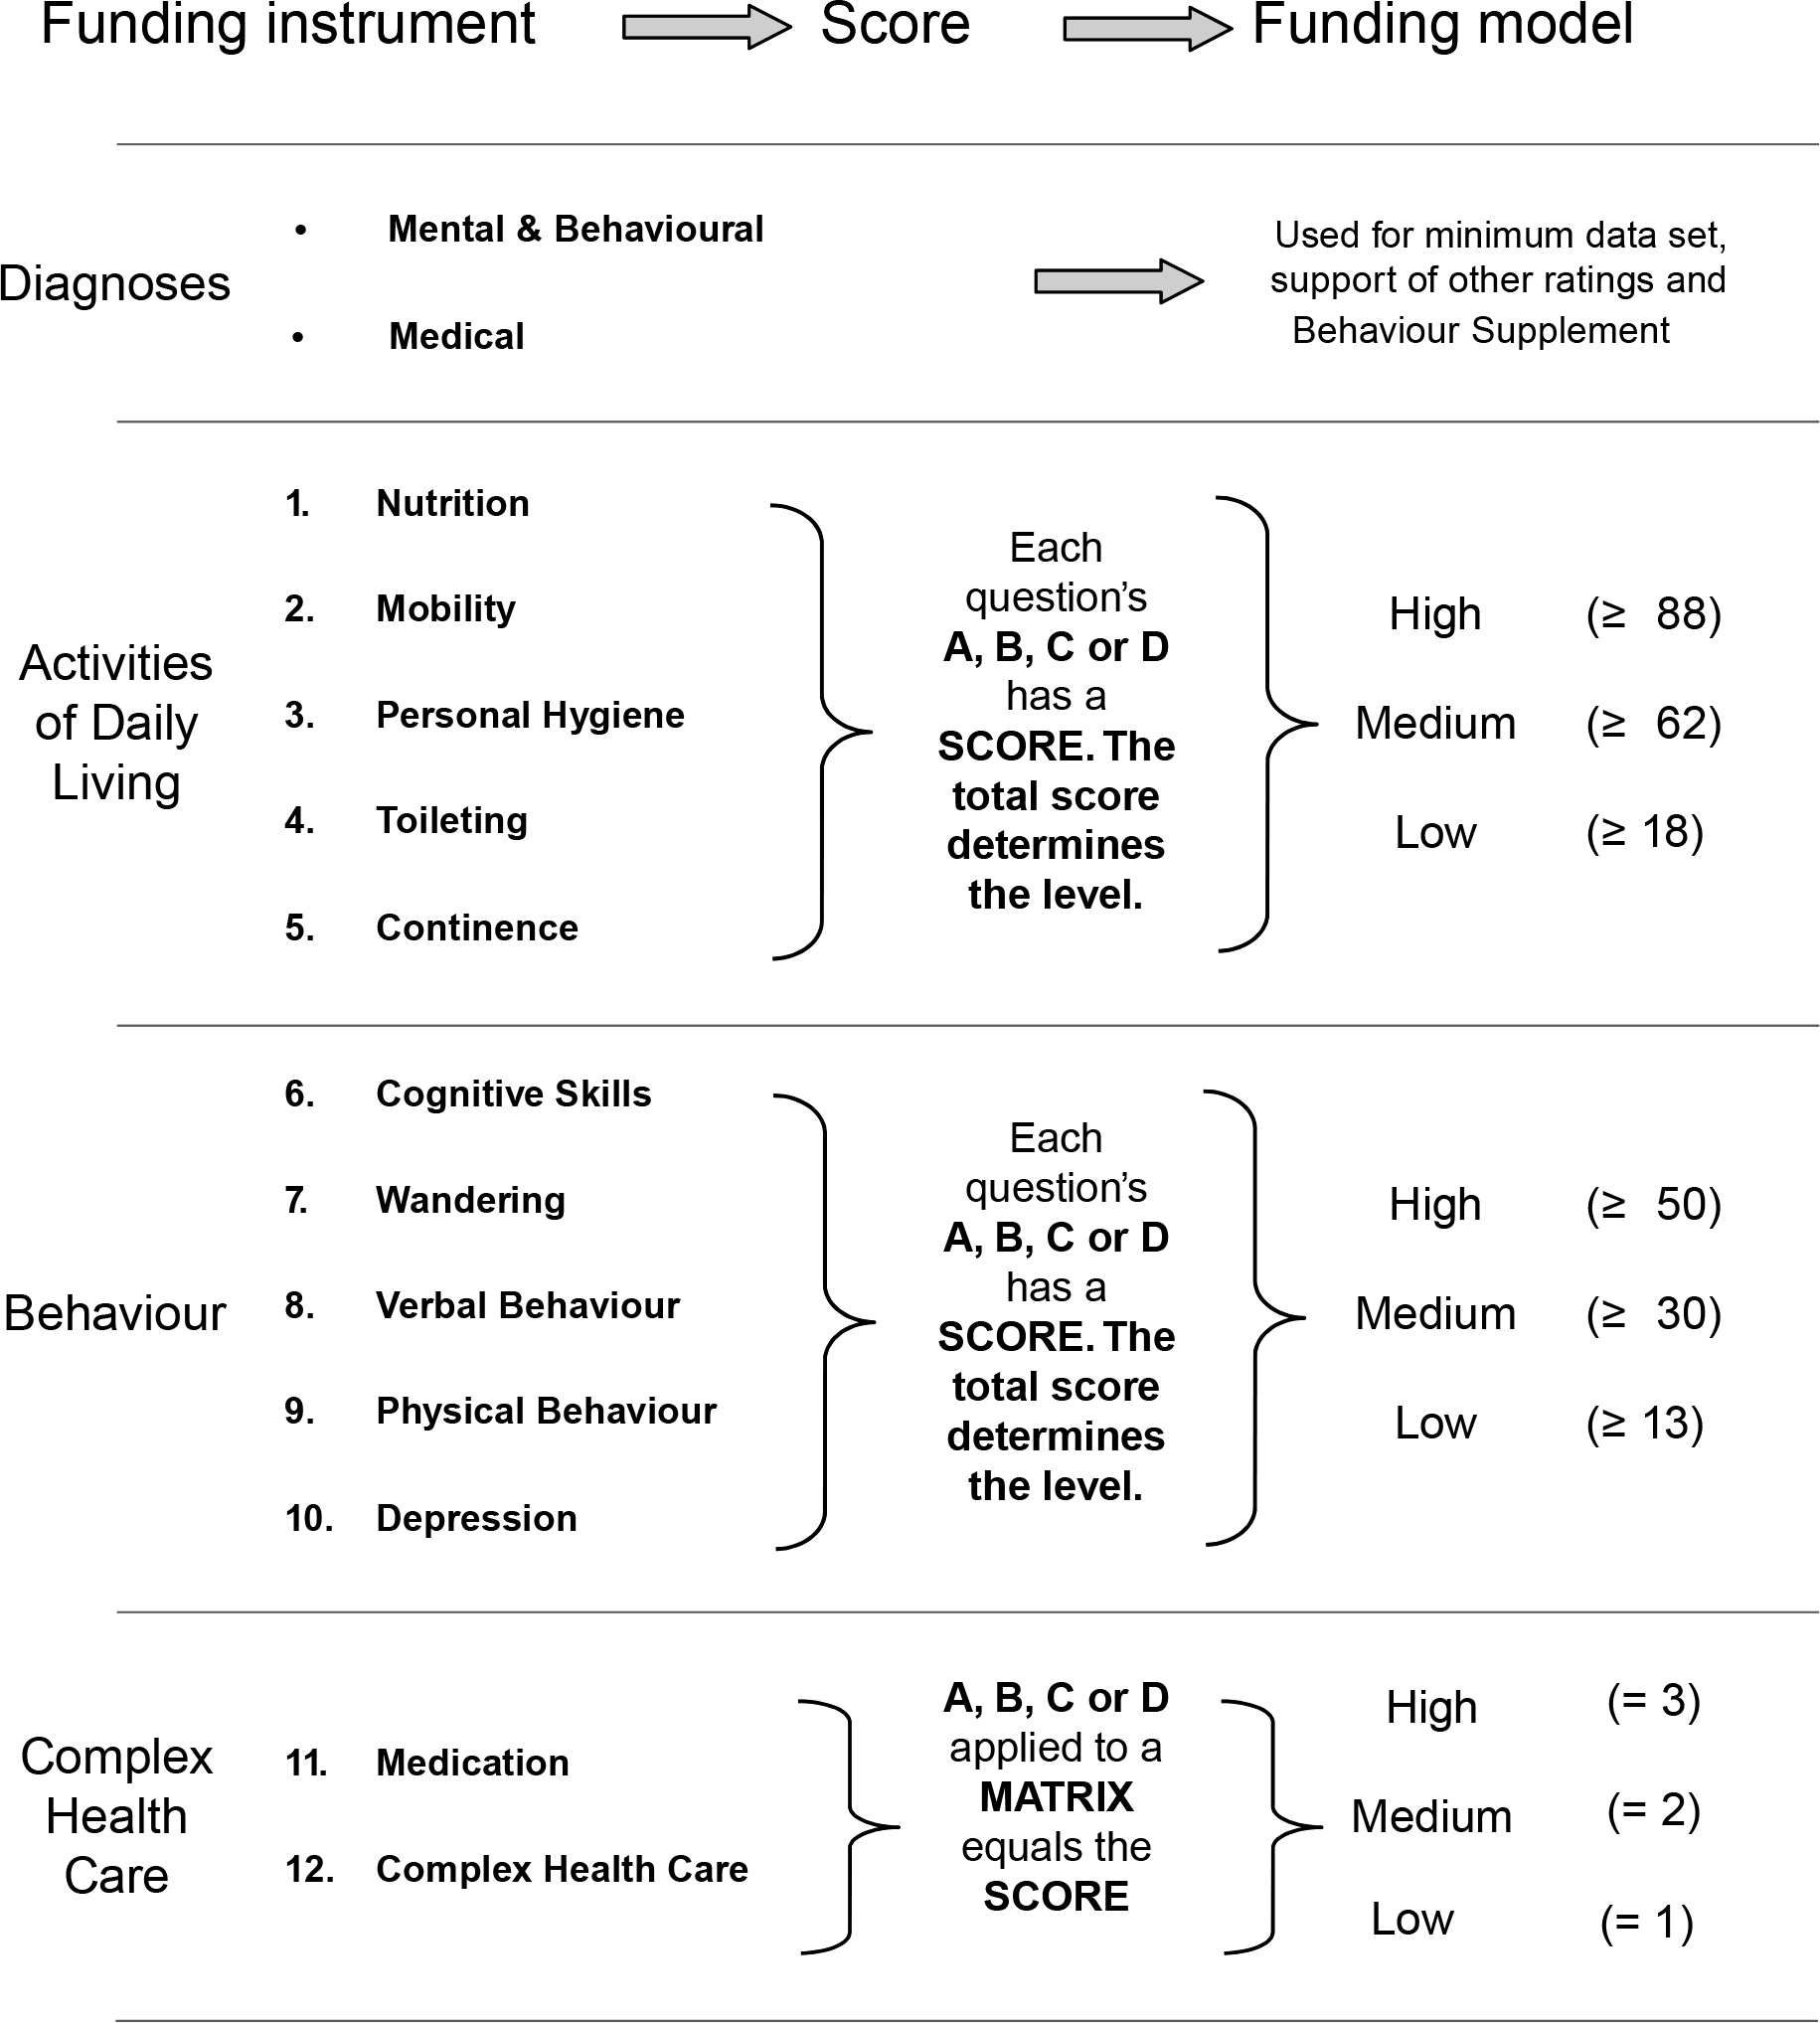 Funding instrument Score Funding model
Diagnoses
• Mental & Behavioural
• Medical
Used for minimum data set,
support of other ratings and
Behaviour Supplement
Activities
of Daily
Living
1. Nutrition
2. Mobility
3. Personal Hygiene
4. Toileting
5. Continence
Each
question’s
A, B, C or D
has a
SCORE. The
total score
determines
the level.
High (≥ 88)
Medium (≥ 62)
Low (≥ 18)
Behaviour
6. Cognitive Skills
7. Wandering
8. Verbal Behaviour
9. Physical Behaviour
10. Depression
Each
question’s
A, B, C or D
has a
SCORE. The
total score
determines
the level.
High (≥ 50)
Medium (≥ 30)
Low (≥ 13)
Complex
Health
Care
11. Medication
12. Complex Health Care
A, B, C or D
applied to a
MATRIX
equals the
SCORE
High (= 3)
Medium (= 2)
Low (= 1)